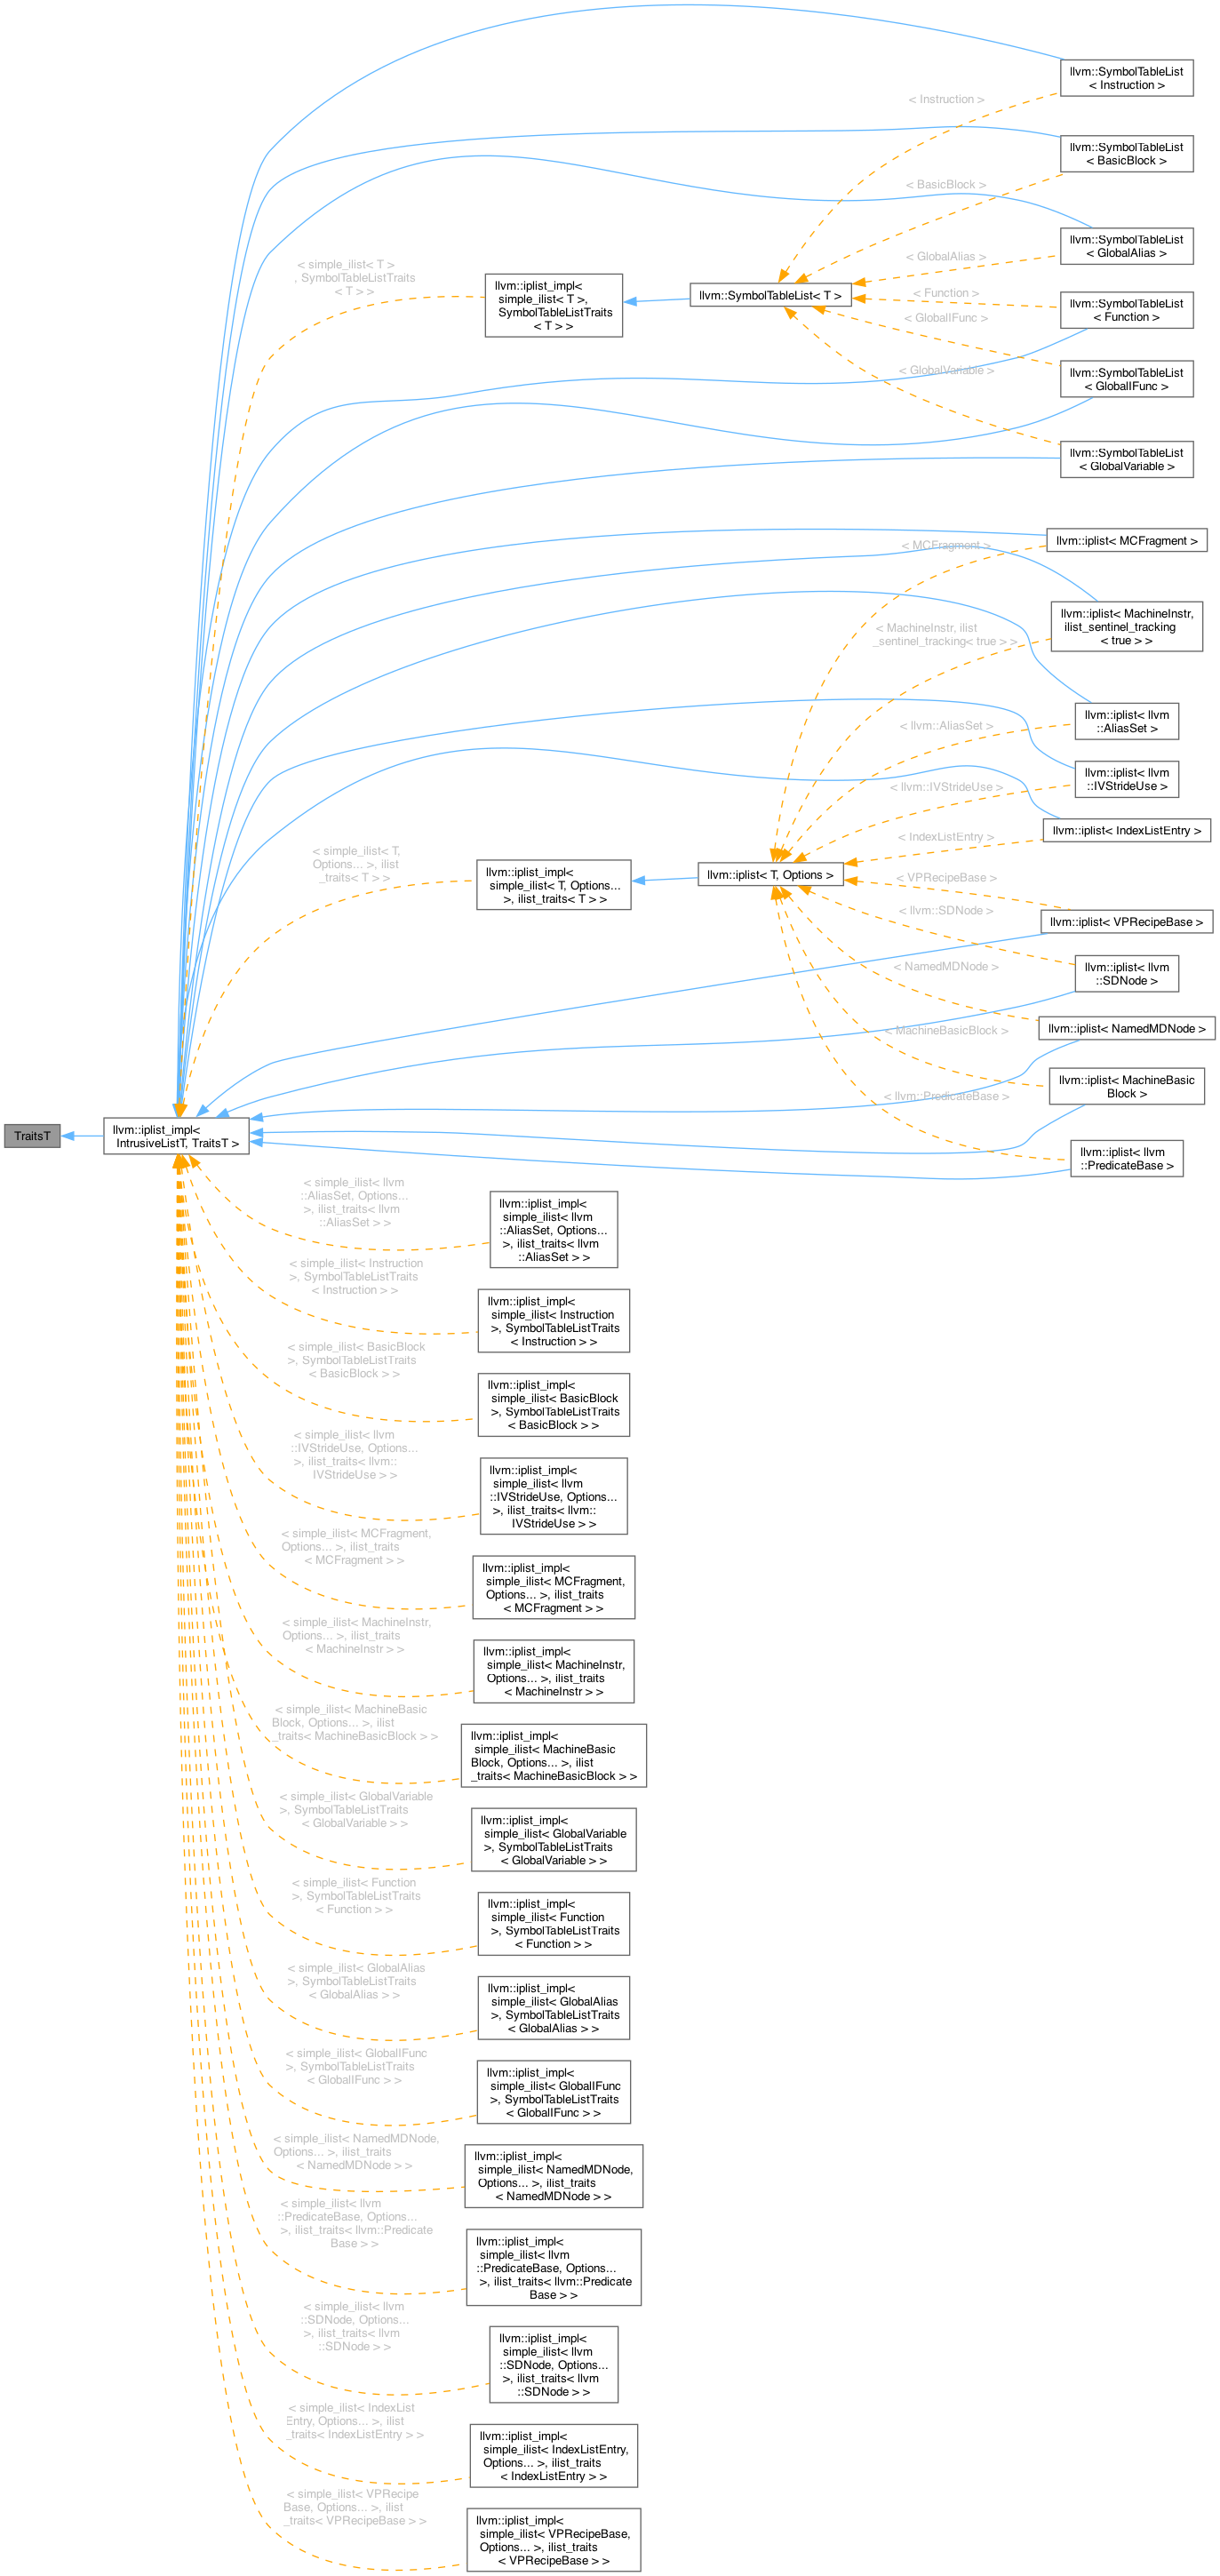 llvm::SymbolTableList
< Instruction >
< Instruction >
llvm::SymbolTableList
< BasicBlock >
< BasicBlock >
llvm::SymbolTableList
< GlobalAlias >
< GlobalAlias >
< simple_ilist< T >
, SymbolTableListTraits
< T > >
llvm::iplist_impl<
simple_ilist< T >,
SymbolTableListTraits
< T > >
llvm::SymbolTableList< T >
< Function >
llvm::SymbolTableList
< Function >
< GlobalIFunc >
llvm::SymbolTableList
< GlobalIFunc >
< GlobalVariable >
llvm::SymbolTableList
< GlobalVariable >
< MCFragment >
llvm::iplist< MCFragment >
< MachineInstr, ilist
_sentinel_tracking< true > >
llvm::iplist< MachineInstr,
ilist_sentinel_tracking
< true > >
< llvm::AliasSet >
llvm::iplist< llvm
::AliasSet >
< llvm::IVStrideUse >
llvm::iplist< llvm
::IVStrideUse >
< IndexListEntry >
llvm::iplist< IndexListEntry >
< simple_ilist< T,
Options... >, ilist
_traits< T > >
llvm::iplist_impl<
simple_ilist< T, Options...
>, ilist_traits< T > >
llvm::iplist< T, Options >
< VPRecipeBase >
llvm::iplist< VPRecipeBase >
< llvm::SDNode >
llvm::iplist< llvm
::SDNode >
< NamedMDNode >
llvm::iplist< NamedMDNode >
< MachineBasicBlock >
llvm::iplist< MachineBasic
Block >
< llvm::PredicateBase >
llvm::iplist< llvm
::PredicateBase >
TraitsT
llvm::iplist_impl<
IntrusiveListT, TraitsT >
< simple_ilist< llvm
::AliasSet, Options...
>, ilist_traits< llvm
::AliasSet > >
llvm::iplist_impl<
simple_ilist< llvm
::AliasSet, Options...
>, ilist_traits< llvm
::AliasSet > >
< simple_ilist< Instruction
>, SymbolTableListTraits
< Instruction > >
llvm::iplist_impl<
simple_ilist< Instruction
>, SymbolTableListTraits
< Instruction > >
< simple_ilist< BasicBlock
>, SymbolTableListTraits
< BasicBlock > >
llvm::iplist_impl<
simple_ilist< BasicBlock
>, SymbolTableListTraits
< BasicBlock > >
< simple_ilist< llvm
::IVStrideUse, Options...
>, ilist_traits< llvm::
IVStrideUse > >
llvm::iplist_impl<
simple_ilist< llvm
::IVStrideUse, Options...
>, ilist_traits< llvm::
IVStrideUse > >
< simple_ilist< MCFragment,
Options... >, ilist_traits
< MCFragment > >
llvm::iplist_impl<
simple_ilist< MCFragment,
Options... >, ilist_traits
< MCFragment > >
< simple_ilist< MachineInstr,
Options... >, ilist_traits
< MachineInstr > >
llvm::iplist_impl<
simple_ilist< MachineInstr,
Options... >, ilist_traits
< MachineInstr > >
< simple_ilist< MachineBasic
Block, Options... >, ilist
_traits< MachineBasicBlock > >
llvm::iplist_impl<
simple_ilist< MachineBasic
Block, Options... >, ilist
_traits< MachineBasicBlock > >
< simple_ilist< GlobalVariable
>, SymbolTableListTraits
< GlobalVariable > >
llvm::iplist_impl<
simple_ilist< GlobalVariable
>, SymbolTableListTraits
< GlobalVariable > >
< simple_ilist< Function
>, SymbolTableListTraits
< Function > >
llvm::iplist_impl<
simple_ilist< Function
>, SymbolTableListTraits
< Function > >
< simple_ilist< GlobalAlias
>, SymbolTableListTraits
< GlobalAlias > >
llvm::iplist_impl<
simple_ilist< GlobalAlias
>, SymbolTableListTraits
< GlobalAlias > >
< simple_ilist< GlobalIFunc
>, SymbolTableListTraits
< GlobalIFunc > >
llvm::iplist_impl<
simple_ilist< GlobalIFunc
>, SymbolTableListTraits
< GlobalIFunc > >
< simple_ilist< NamedMDNode,
Options... >, ilist_traits
< NamedMDNode > >
llvm::iplist_impl<
simple_ilist< NamedMDNode,
Options... >, ilist_traits
< NamedMDNode > >
< simple_ilist< llvm
::PredicateBase, Options...
>, ilist_traits< llvm::Predicate
Base > >
llvm::iplist_impl<
simple_ilist< llvm
::PredicateBase, Options...
>, ilist_traits< llvm::Predicate
Base > >
< simple_ilist< llvm
::SDNode, Options...
>, ilist_traits< llvm
::SDNode > >
llvm::iplist_impl<
simple_ilist< llvm
::SDNode, Options...
>, ilist_traits< llvm
::SDNode > >
< simple_ilist< IndexList
Entry, Options... >, ilist
_traits< IndexListEntry > >
llvm::iplist_impl<
simple_ilist< IndexListEntry,
Options... >, ilist_traits
< IndexListEntry > >
< simple_ilist< VPRecipe
Base, Options... >, ilist
_traits< VPRecipeBase > >
llvm::iplist_impl<
simple_ilist< VPRecipeBase,
Options... >, ilist_traits
< VPRecipeBase > >